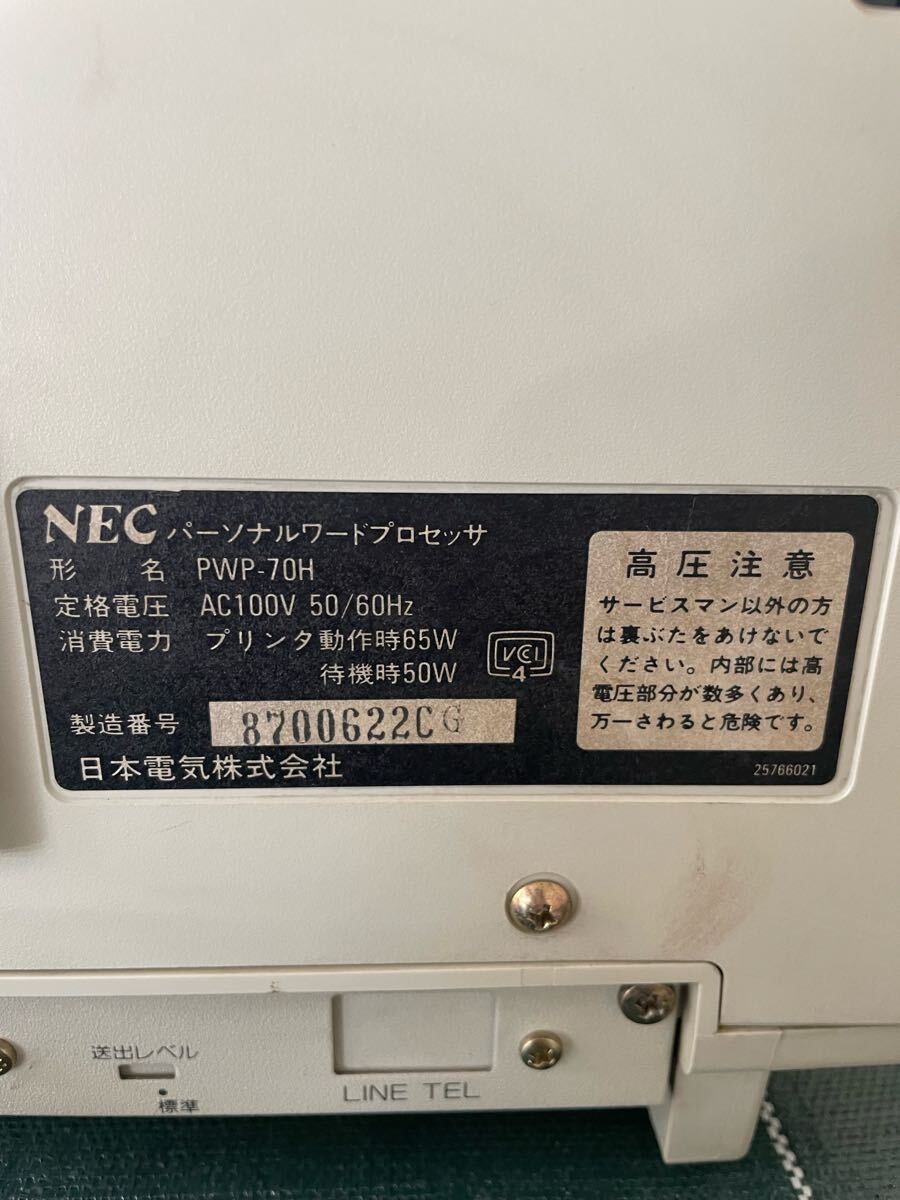 NEC パーソナルワードプロセッサ
形 名 PWP-70H
定格電圧 AC100V 50/60Hz
消費電力 プリンタ動作時65W
待機時50W
VCI
4
製造番号 8700622CG
日本電気株式会社
高圧注意
サービスマン以外の方
は裏ぶたをあけないで
ください。内部には高
電圧部分が数多くあり、
万一さわると危険です。
25766021
送出レベル
標準
LINE TEL